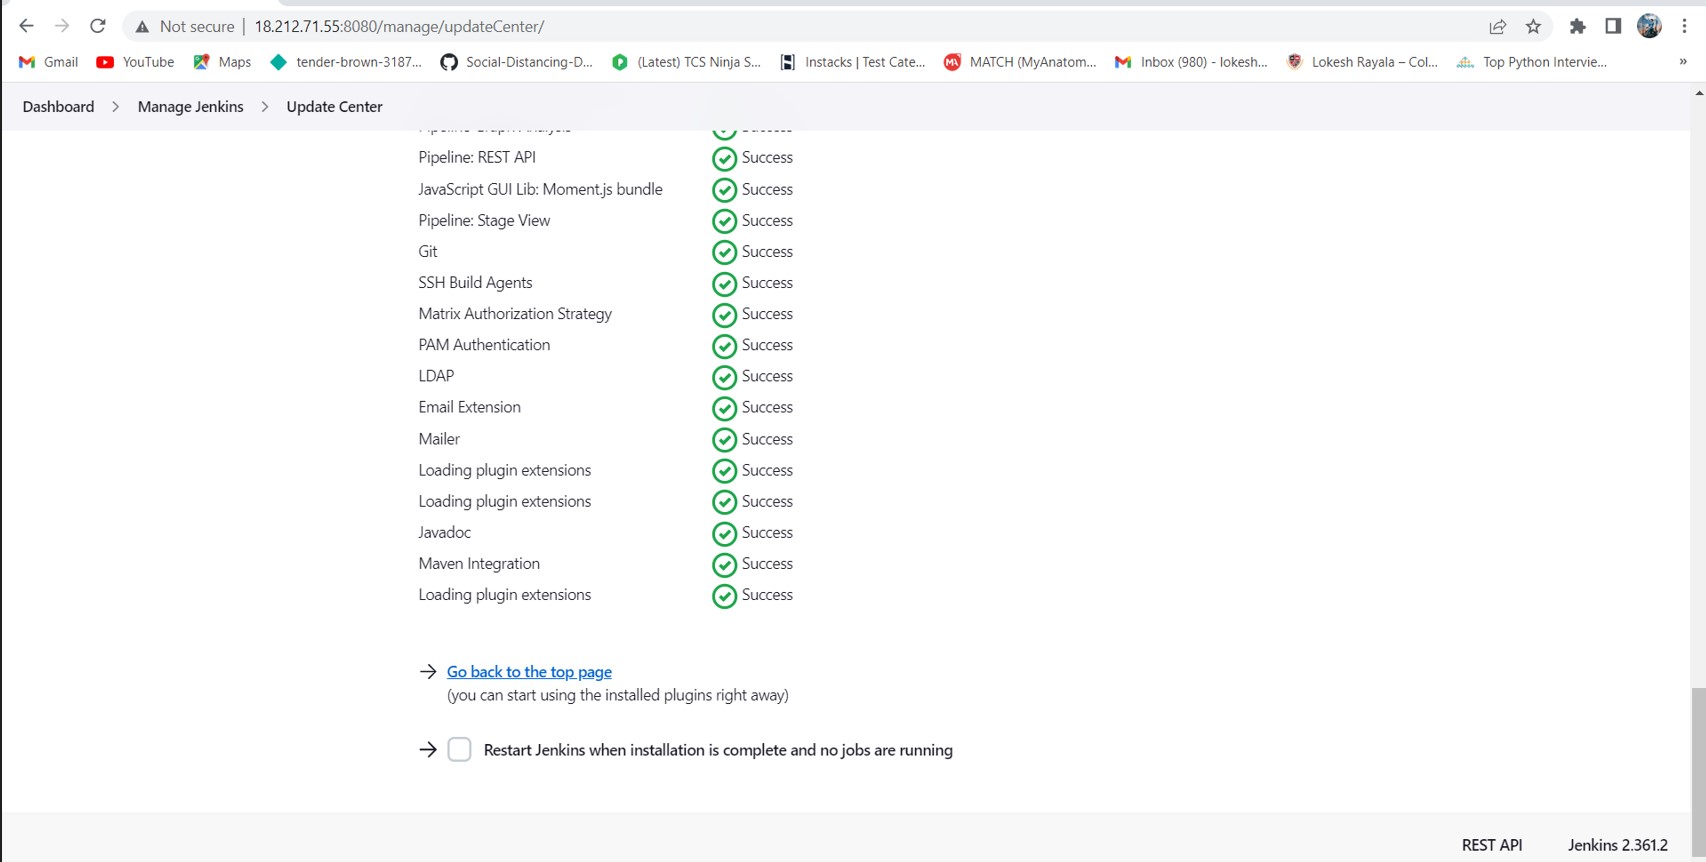 Not secure | 18.212.71.55:8080/manage/updateCenter/
Gmail YouTube Maps tender-brown-3187... Social-Distancing-D... (Latest) TCS Ninja S... Instacks | Test Cate... MATCH (MyAnatom... Inbox (980) - lokesh... Lokesh Rayala – Col... Top Python Intervie... »
Dashboard > Manage Jenkins > Update Center
Pipeline Graph Analysis Success
Pipeline: REST API Success
JavaScript GUI Lib: Moment.js bundle Success
Pipeline: Stage View Success
Git Success
SSH Build Agents Success
Matrix Authorization Strategy Success
PAM Authentication Success
LDAP Success
Email Extension Success
Mailer Success
Loading plugin extensions Success
Loading plugin extensions Success
Javadoc Success
Maven Integration Success
Loading plugin extensions Success
→ Go back to the top page
(you can start using the installed plugins right away)
→ Restart Jenkins when installation is complete and no jobs are running
REST API Jenkins 2.361.2